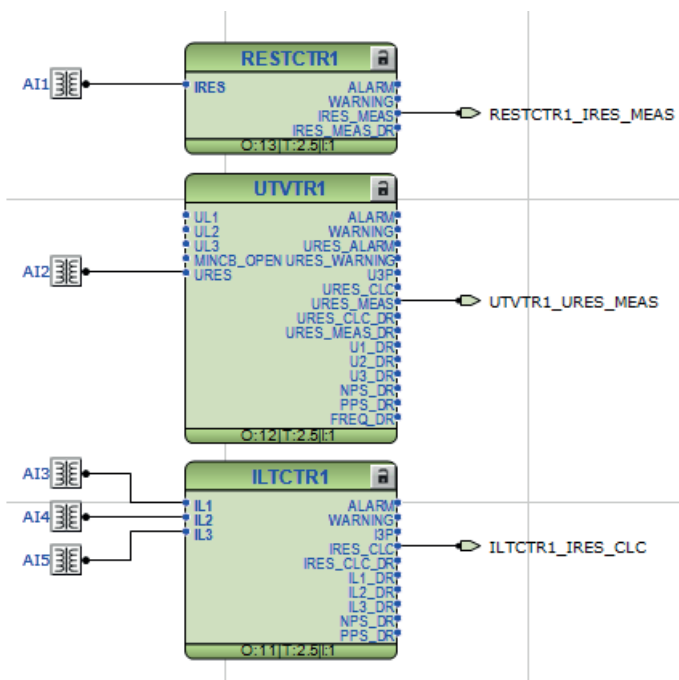 RESTCTR1
AI1
IRES
ALARM
WARNING
IRES_MEAS
RESTCTR1_IRES_MEAS
IRES_MEAS_DR
O:13|T:2.5|I:1
UTVTR1
UL1 ALARM
UL2 WARNING
UL3 URES_ALARM
MINCB_OPEN URES_WARNING
AI2 URES U3P
URES_CLC
URES_MEAS UTVTR1_URES_MEAS
URES_CLC_DR
URES_MEAS_DR
U1_DR
U2_DR
U3_DR
NPS_DR
PPS_DR
FREQ_DR
O:12|T:2.5|I:1
AI3
ILTCTR1
IL1 ALARM
AI4 IL2 WARNING
IL3 I3P
IRES_CLC ILTCTR1_IRES_CLC
AI5 IRES_CLC_DR
IL1_DR
IL2_DR
IL3_DR
NPS_DR
PPS_DR
O:11|T:2.5|I:1